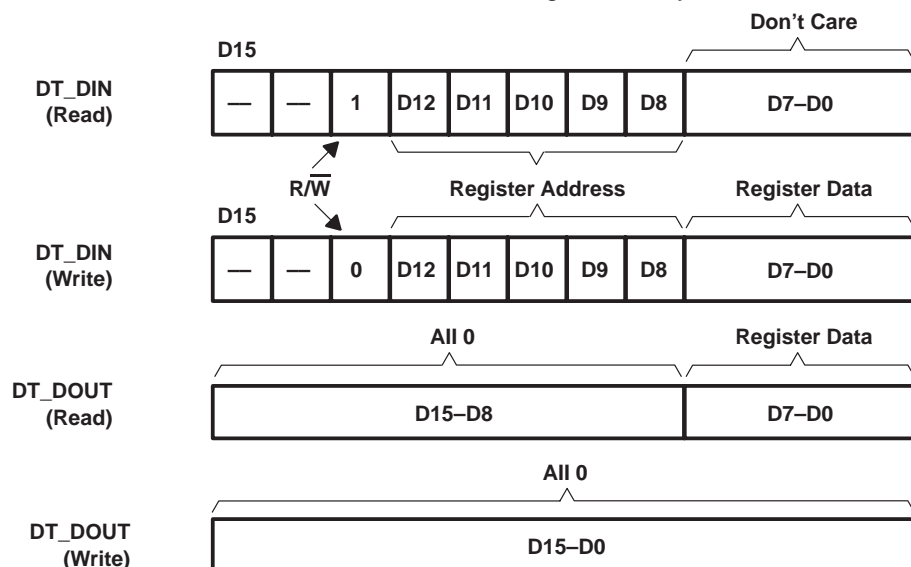 Don't Care
D15
DT_DIN
(Read)
— — 1 D12 D11 D10 D9 D8 D7–D0
R/W̅
Register Address Register Data
D15
DT_DIN
(Write)
— — 0 D12 D11 D10 D9 D8 D7–D0
All 0 Register Data
DT_DOUT
(Read)
D15–D8 D7–D0
All 0
DT_DOUT
(Write)
D15–D0